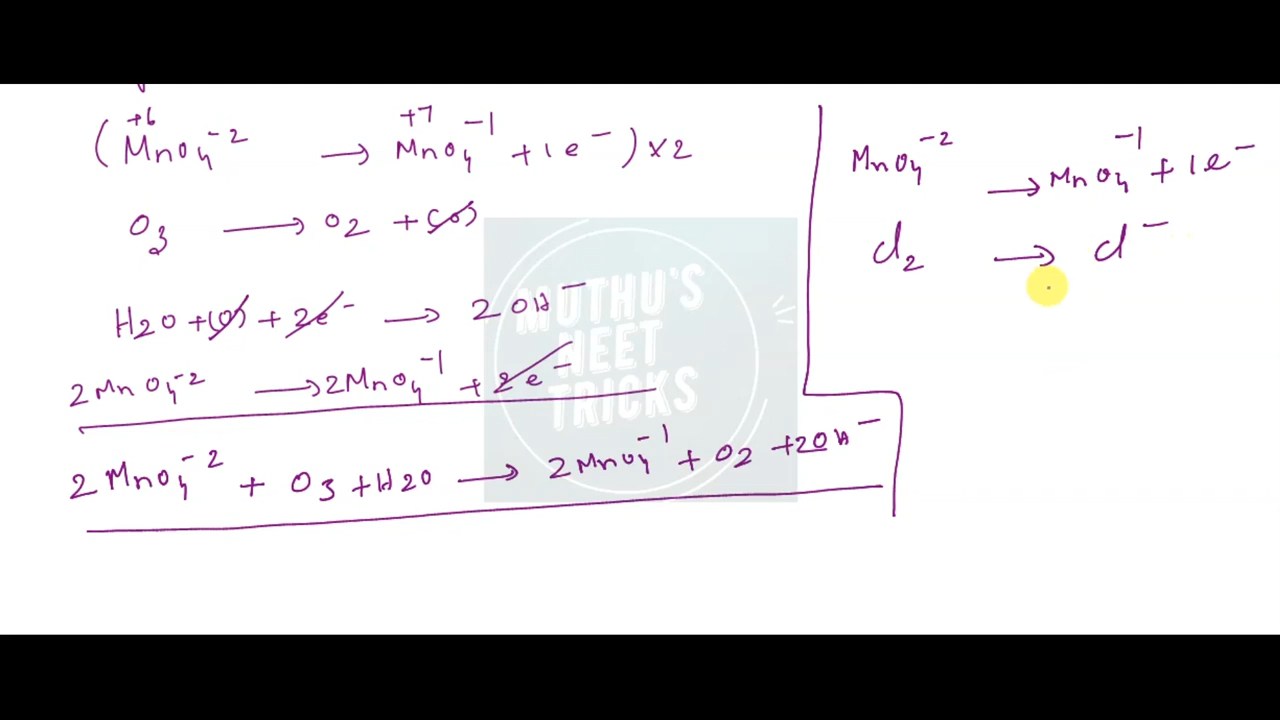 +6 +7
(MnO₄⁻² ⟶ MnO₄⁻¹ + 1e⁻) × 2
O₃ ⟶ O₂ + (O)
H2O + (O) + 2e⁻ ⟶ 2OH⁻
2MnO₄⁻² ⟶ 2MnO₄⁻¹ + 2e⁻
2MnO₄⁻² + O₃ + H2O ⟶ 2MnO₄⁻¹ + O₂ + 2OH⁻
MnO₄⁻² ⟶ MnO₄⁻¹ + 1e⁻
Cl₂ ⟶ Cl⁻
MUTHU'S
NEET
TRICKS